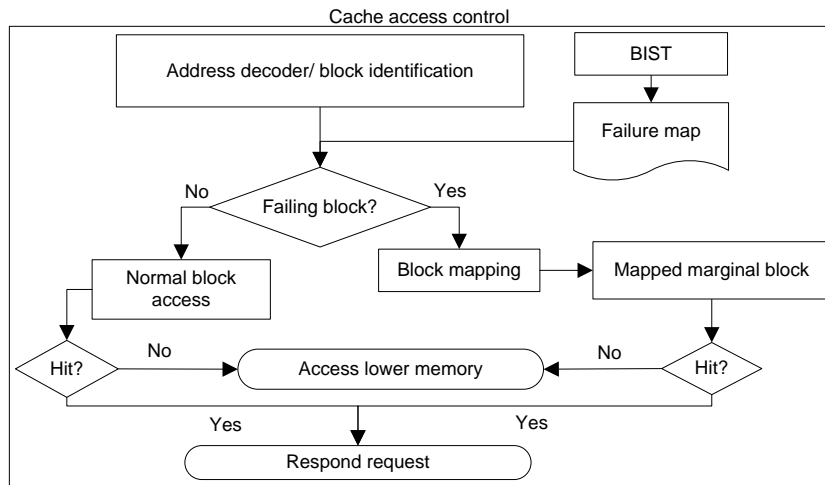 Cache access control
Address decoder/ block identification
BIST
Failure map
No
Yes
Failing block?
Normal block
access
Block mapping
Mapped marginal block
Hit?
No
Access lower memory
No
Hit?
Yes
Yes
Respond request